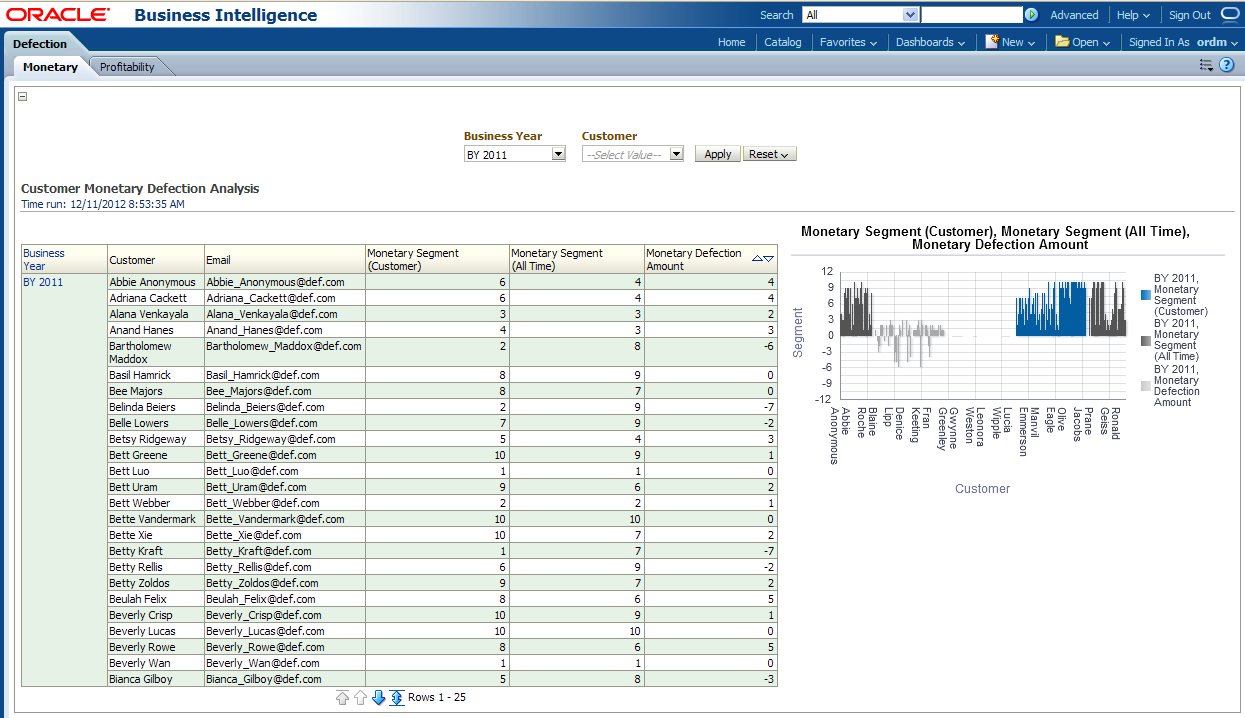 ORACLE Business Intelligence
Search All Advanced Help Sign Out
Defection
Home Catalog Favorites Dashboards New Open Signed In As ordm
Monetary Profitability
Business Year Customer
BY 2011 --Select Value-- Apply Reset
Customer Monetary Defection Analysis
Time run: 12/11/2012 8:53:35 AM
Business Year Customer Email Monetary Segment (Customer) Monetary Segment (All Time) Monetary Defection Amount
BY 2011 Abbie Anonymous Abbie_Anonymous@def.com 6 4 4
Adriana Cackett Adriana_Cackett@def.com 6 4 4
Alana Venkayala Alana_Venkayala@def.com 3 3 2
Anand Hanes Anand_Hanes@def.com 4 3 3
Bartholomew Maddox Bartholomew_Maddox@def.com 2 8 -6
Basil Hamrick Basil_Hamrick@def.com 8 9 0
Bee Majors Bee_Majors@def.com 8 7 0
Belinda Beiers Belinda_Beiers@def.com 2 9 -7
Belle Lowers Belle_Lowers@def.com 7 9 -2
Betsy Ridgeway Betsy_Ridgeway@def.com 5 4 3
Bett Greene Bett_Greene@def.com 10 9 1
Bett Luo Bett_Luo@def.com 1 1 0
Bett Uram Bett_Uram@def.com 9 6 2
Bett Webber Bett_Webber@def.com 2 2 1
Bette Vandermark Bette_Vandermark@def.com 10 10 0
Bette Xie Bette_Xie@def.com 10 7 2
Betty Kraft Betty_Kraft@def.com 1 7 -7
Betty Rellis Betty_Rellis@def.com 6 9 -2
Betty Zoldos Betty_Zoldos@def.com 9 7 2
Beulah Felix Beulah_Felix@def.com 8 6 5
Beverly Crisp Beverly_Crisp@def.com 10 9 1
Beverly Lucas Beverly_Lucas@def.com 10 10 0
Beverly Rowe Beverly_Rowe@def.com 8 6 5
Beverly Wan Beverly_Wan@def.com 1 1 0
Bianca Gilboy Bianca_Gilboy@def.com 5 8 -3
Rows 1 - 25
Monetary Segment (Customer), Monetary Segment (All Time),
Monetary Defection Amount
12
9
6
3
0
-3
-6
-9
-12
Segment
Anonymous
Abbie
Roche
Blaine
Lipp
Denice
Keeting
Fran
Greenley
Gwynne
Weston
Leonora
Wipple
Lucia
Emmerson
Manvil
Eagle
Olive
Jacobs
Prane
Geiss
Ronald
Customer
BY 2011,
Monetary
Segment
(Customer)
BY 2011,
Monetary
Segment
(All Time)
BY 2011,
Monetary
Defection
Amount